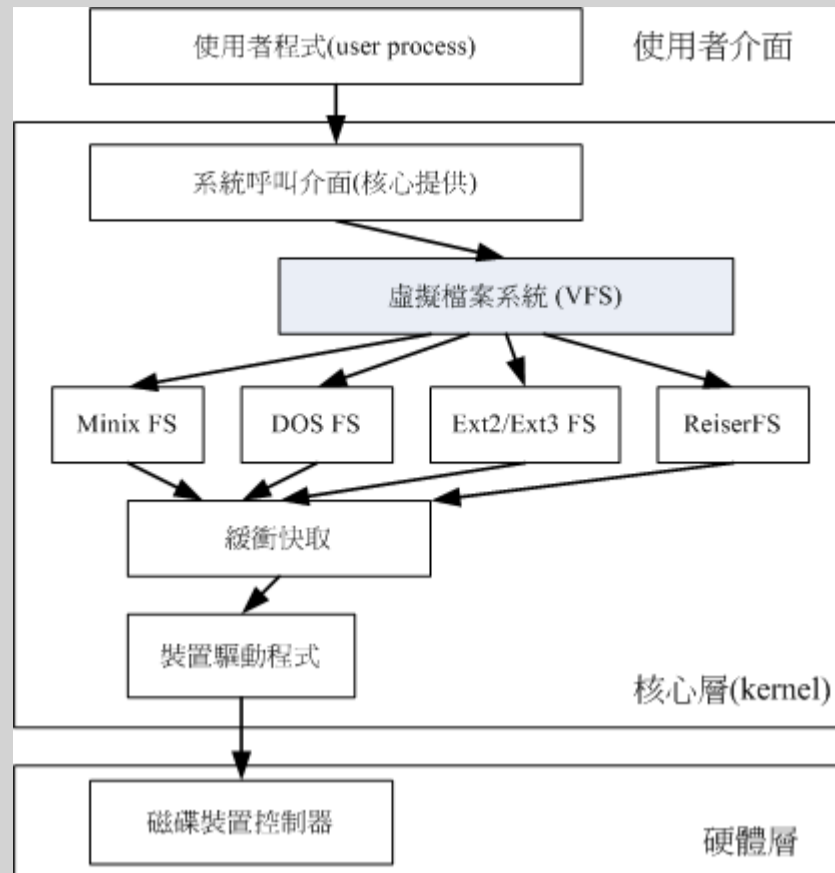 使用者程式(user process)
使用者介面
系統呼叫介面(核心提供)
虛擬檔案系統 (VFS)
Minix FS
DOS FS
Ext2/Ext3 FS
ReiserFS
緩衝快取
裝置驅動程式
核心層(kernel)
磁碟裝置控制器
硬體層